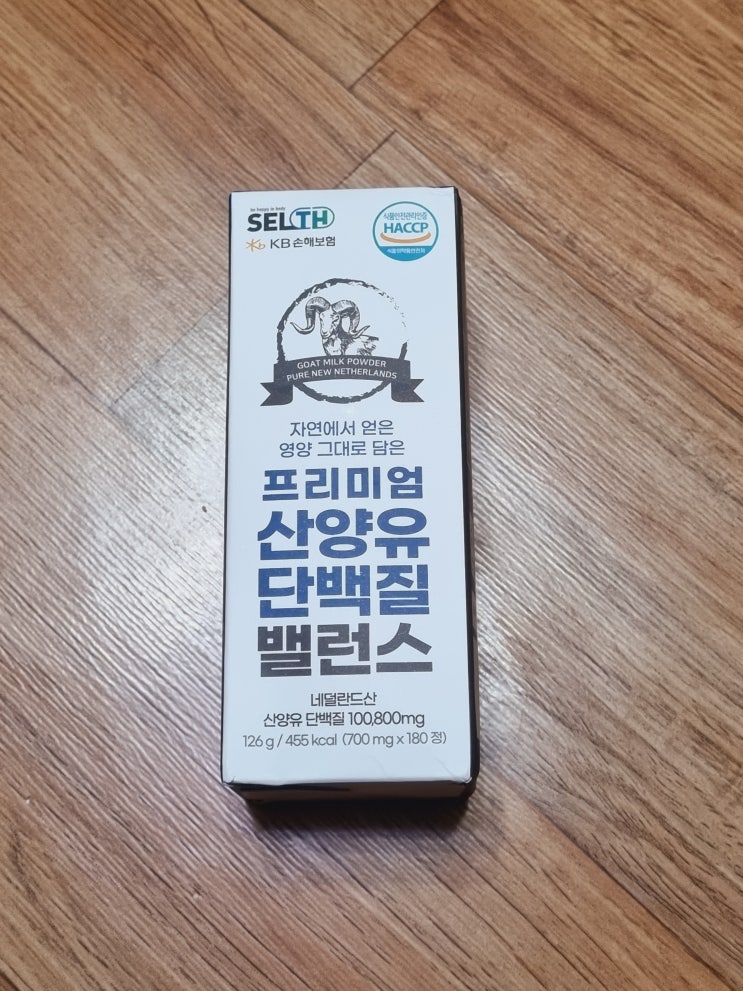 be happy in body
SELTH
KB손해보험
식품안전관리인증
HACCP
식품의약품안전처
GOAT MILK POWDER
PURE NEW NETHERLANDS
자연에서 얻은
영양 그대로 담은
프리미엄
산양유
단백질
밸런스
네덜란드산
산양유 단백질 100,800mg
126 g / 455 kcal (700 mg x 180 정)